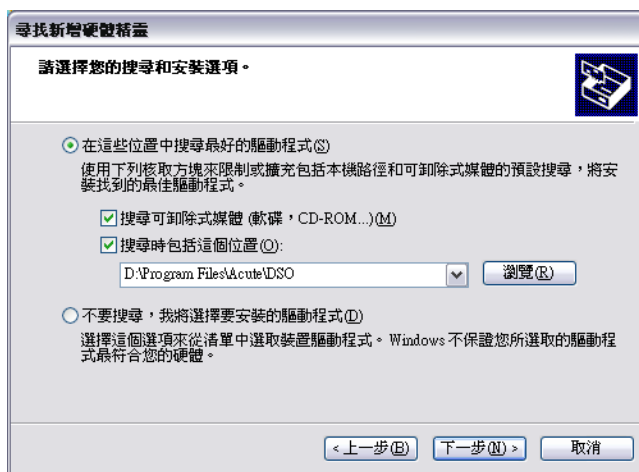 尋找新增硬體精靈
請選擇您的搜尋和安裝選項。
在這些位置中搜尋最好的驅動程式(S)
使用下列核取方塊來限制或擴充包括本機路徑和可卸除式媒體的預設搜尋，將安
裝找到的最佳驅動程式。
搜尋可卸除式媒體 (軟碟，CD-ROM...)(M)
搜尋時包括這個位置(O):
D:\Program Files\Acute\DSO
瀏覽(R)
不要搜尋，我將選擇要安裝的驅動程式(D)
選擇這個選項來從清單中選取裝置驅動程式。Windows 不保證您所選取的驅動程
式最符合您的硬體。
<上一步(B)
下一步(N) >
取消